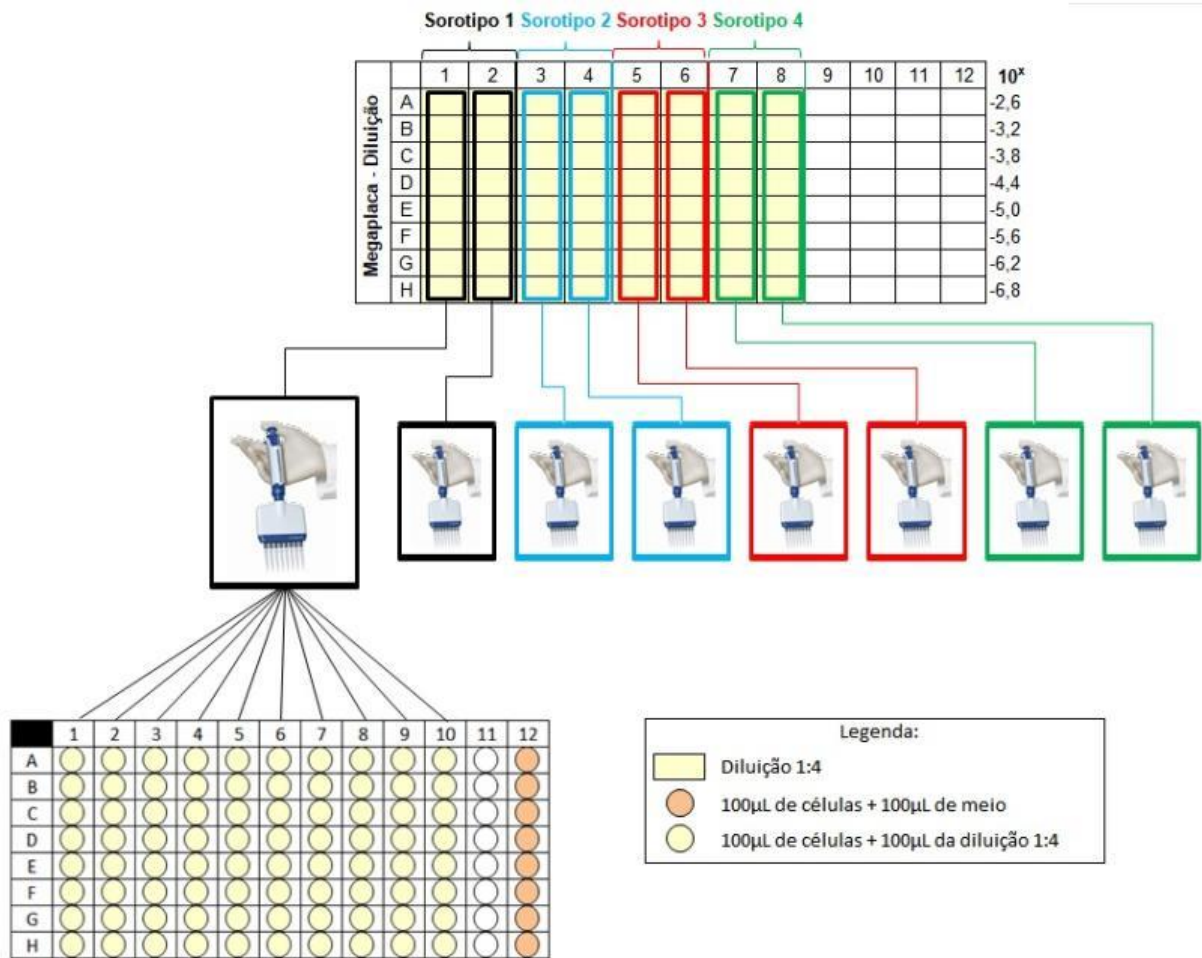 Sorotipo 1 Sorotipo 2 Sorotipo 3 Sorotipo 4
1 2 3 4 5 6 7 8 9 10 11 12 10ˣ
Megaplaca - Diluição
A -2,6
B -3,2
C -3,8
D -4,4
E -5,0
F -5,6
G -6,2
H -6,8
1 2 3 4 5 6 7 8 9 10 11 12
A
B
C
D
E
F
G
H
Legenda:
Diluição 1:4
100µL de células + 100µL de meio
100µL de células + 100µL da diluição 1:4